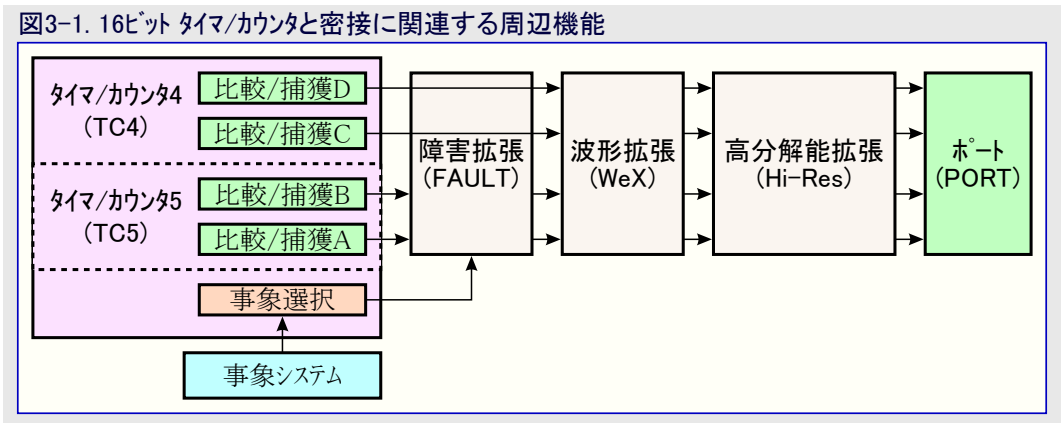 図3-1. 16ﾋﾞｯﾄ ﾀｲﾏ/ｶｳﾝﾀと密接に関連する周辺機能
ﾀｲﾏ/ｶｳﾝﾀ4
(TC4)
比較/捕獲D
比較/捕獲C
ﾀｲﾏ/ｶｳﾝﾀ5
(TC5)
比較/捕獲B
比較/捕獲A
事象選択
事象ｼｽﾃﾑ
障害拡張
(FAULT)
波形拡張
(WeX)
高分解能拡張
(Hi-Res)
ﾎﾟｰﾄ
(PORT)